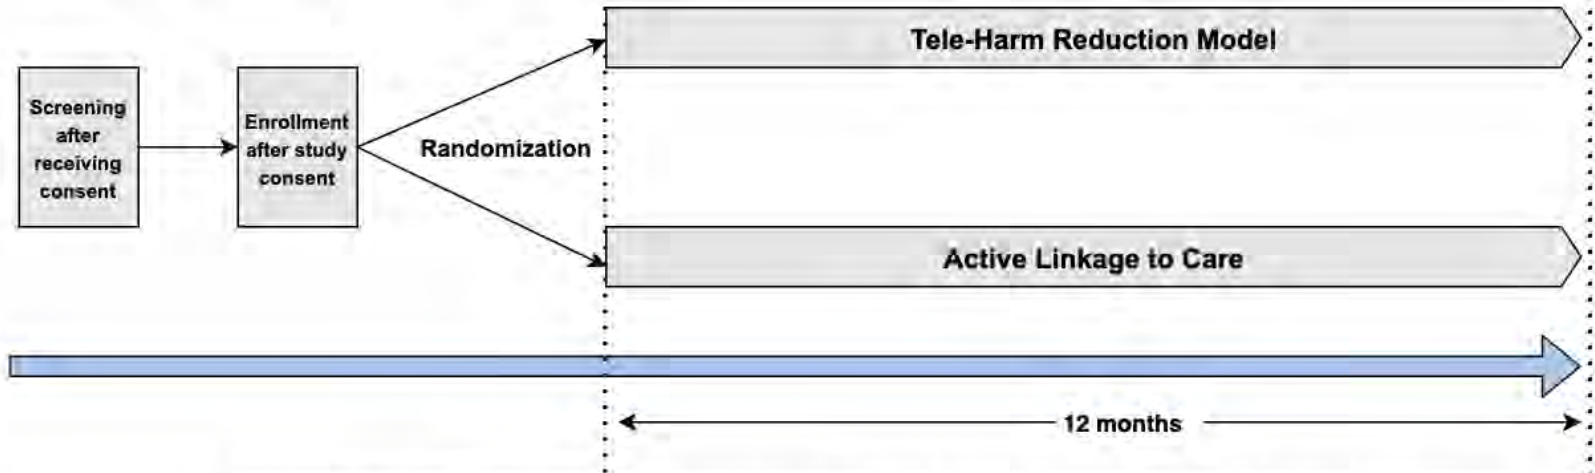 Screening
after
receiving
consent
Enrollment
after study
consent
Randomization
Tele-Harm Reduction Model
Active Linkage to Care
12 months